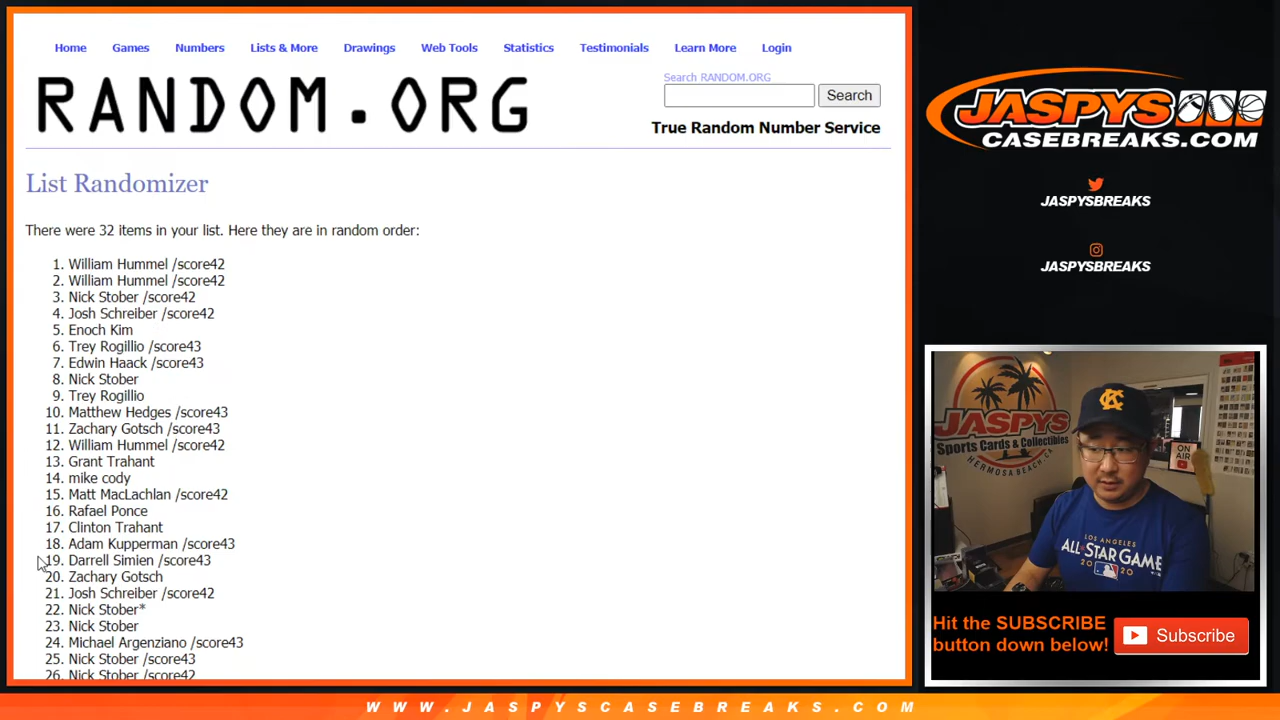 Home Games Numbers Lists & More Drawings Web Tools Statistics Testimonials Learn More Login
RANDOM.ORG
Search RANDOM.ORG
Search
True Random Number Service
List Randomizer
There were 32 items in your list. Here they are in random order:
1. William Hummel /score42
2. William Hummel /score42
3. Nick Stober /score42
4. Josh Schreiber /score42
5. Enoch Kim
6. Trey Rogillio /score43
7. Edwin Haack /score43
8. Nick Stober
9. Trey Rogillio
10. Matthew Hedges /score43
11. Zachary Gotsch /score43
12. William Hummel /score42
13. Grant Trahant
14. mike cody
15. Matt MacLachlan /score42
16. Rafael Ponce
17. Clinton Trahant
18. Adam Kupperman /score43
19. Darrell Simien /score43
20. Zachary Gotsch
21. Josh Schreiber /score42
22. Nick Stober*
23. Nick Stober
24. Michael Argenziano /score43
25. Nick Stober /score43
26. Nick Stober /score42
JASPYS
CASEBREAKS.COM
JASPYSBREAKS
JASPYSBREAKS
JASPYS
Sports Cards & Collectibles
HERMOSA BEACH, CA
ON
AIR
KC
LOS ANGELES
ALL★STAR GAME
2020
Hit the SUBSCRIBE
button down below!
Subscribe
WWW.JASPYSCASEBREAKS.COM